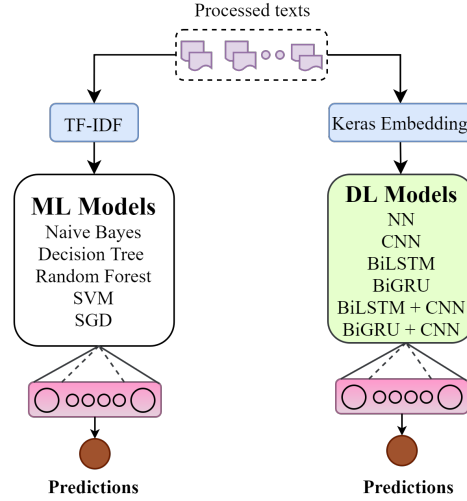 Processed texts
TF-IDF
Keras Embedding
ML Models
Naive Bayes
Decision Tree
Random Forest
SVM
SGD
DL Models
NN
CNN
BiLSTM
BiGRU
BiLSTM + CNN
BiGRU + CNN
Predictions
Predictions